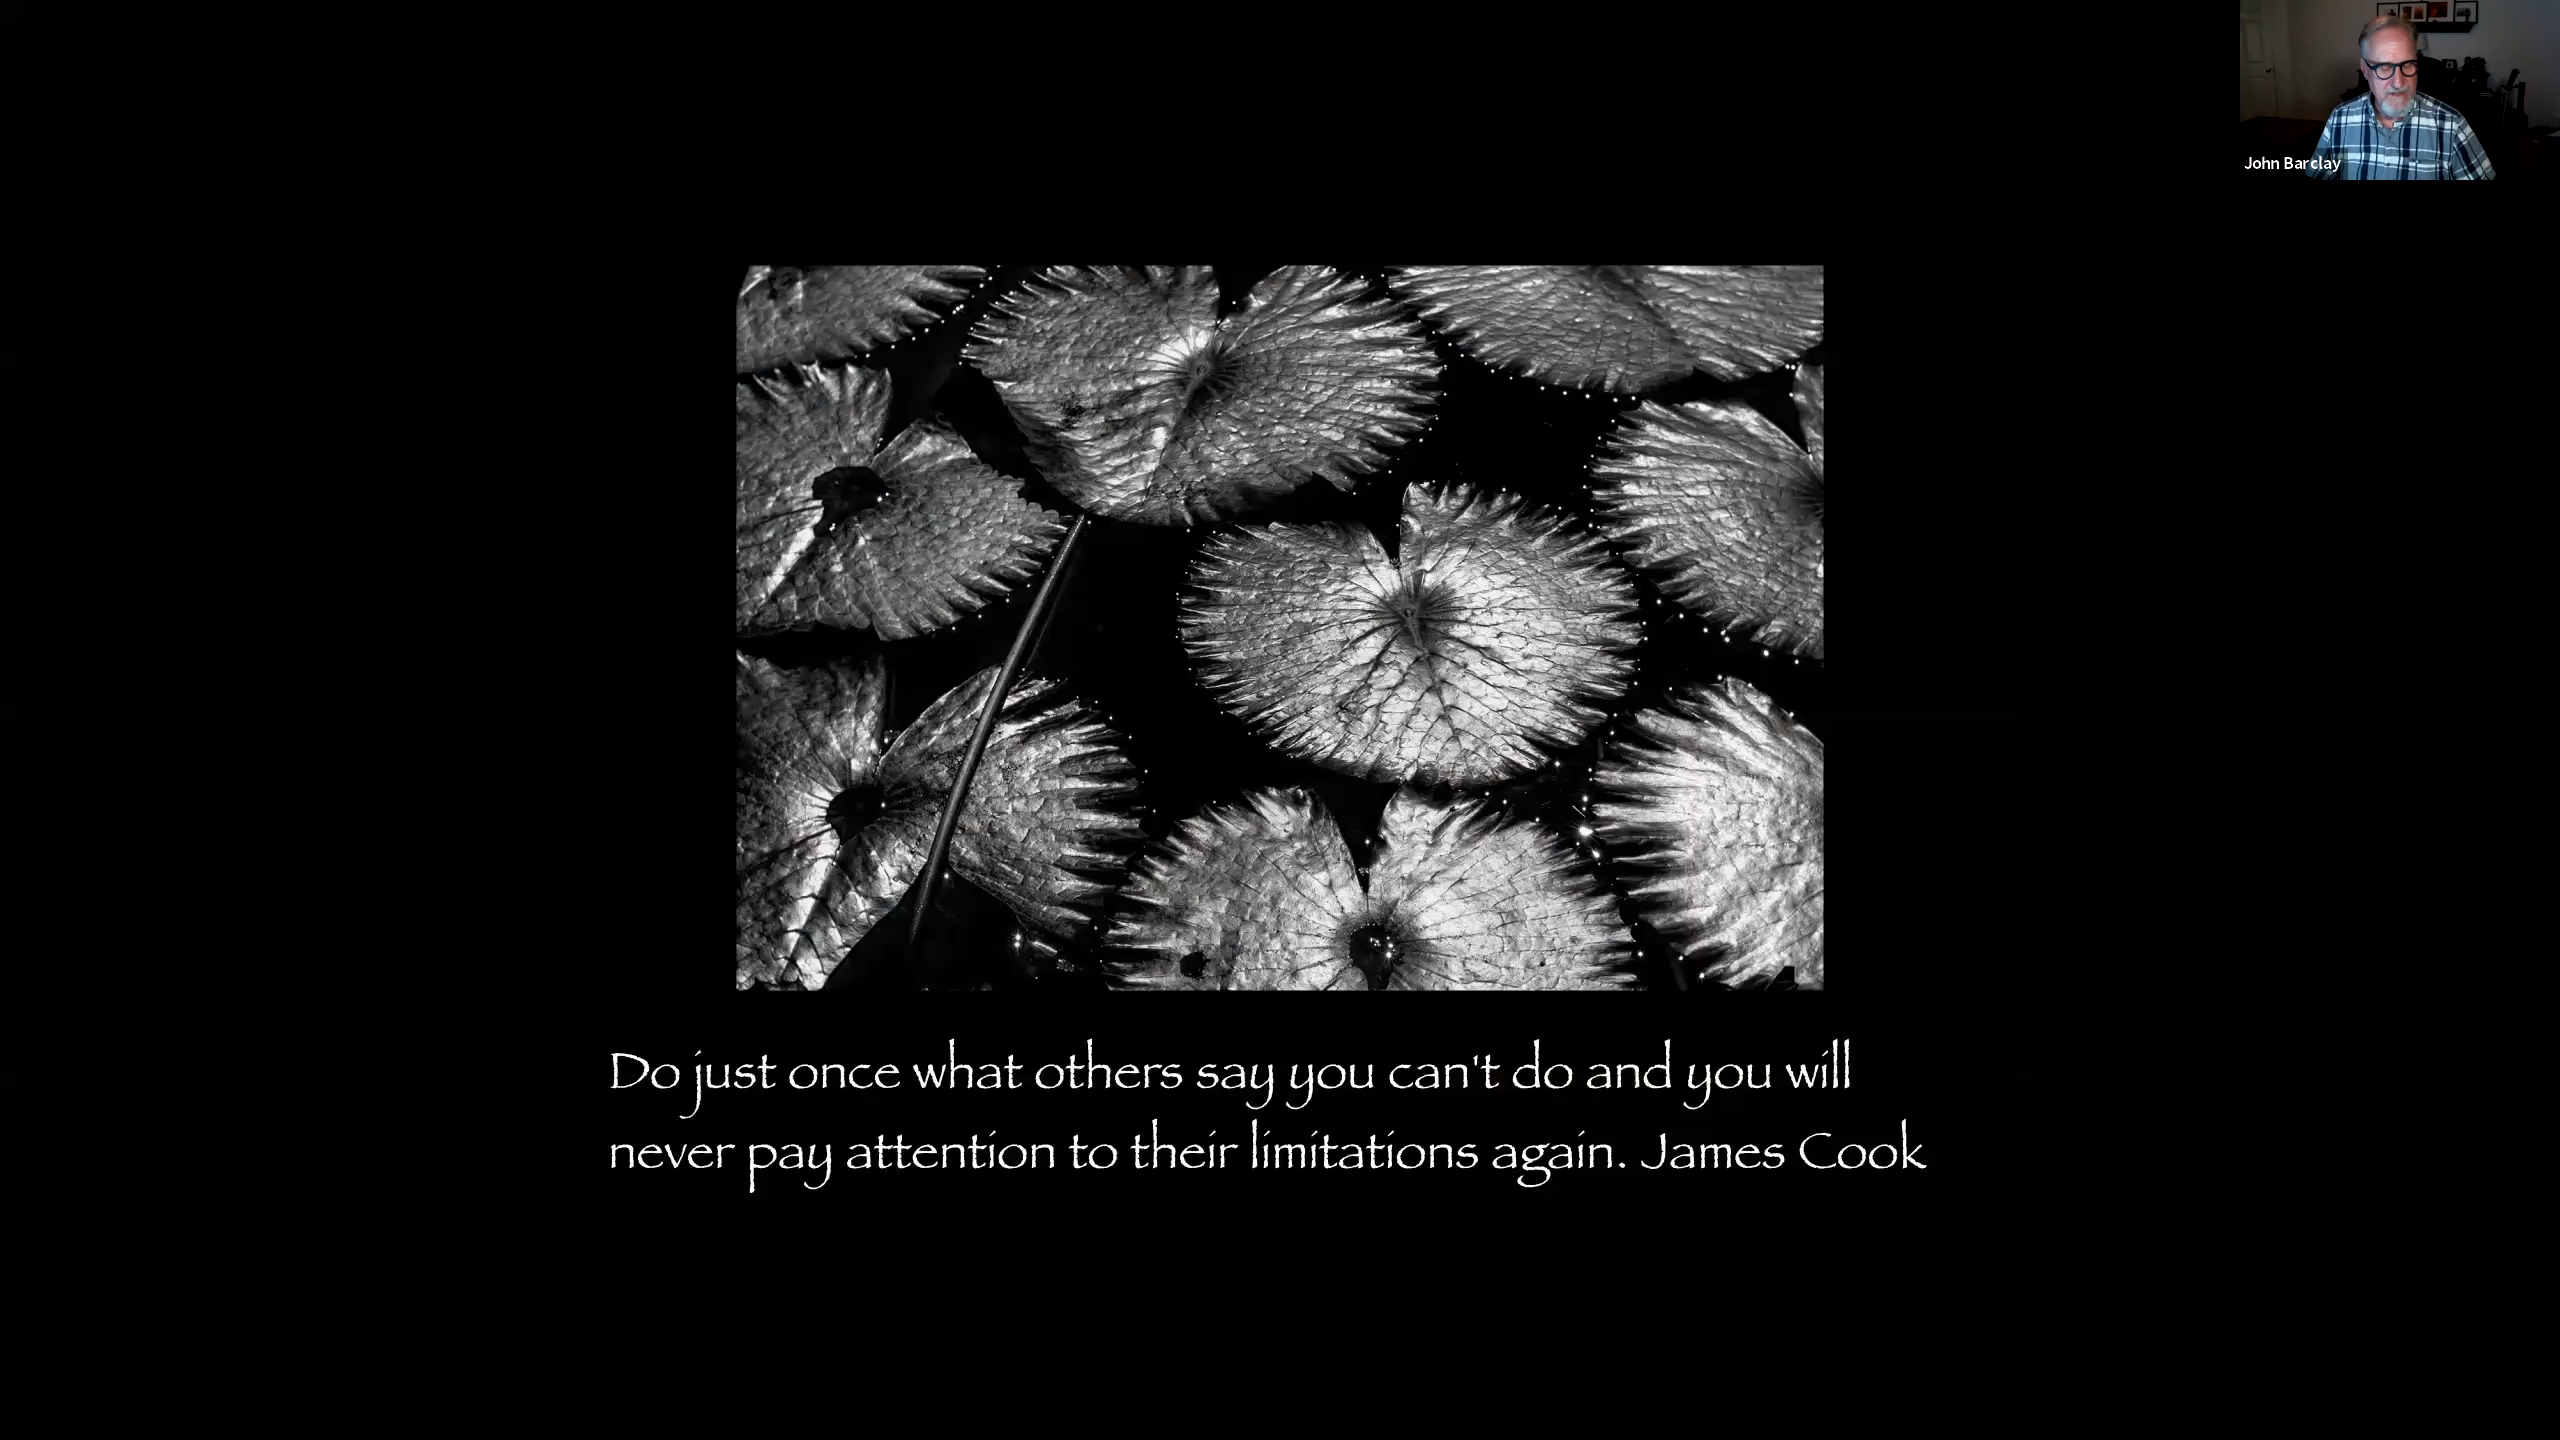 John Barclay
Do just once what others say you can't do and you will
never pay attention to their limitations again. James Cook